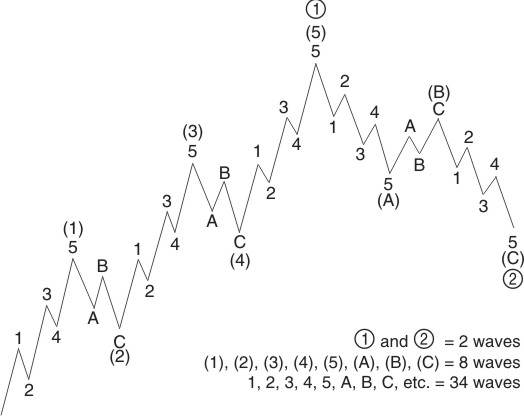 ①
(5)
5
(B)
C
2
3
4
A
(3)
5
1
4
B
2
1
3
B
4
1
2
5
(A)
3
A
2
(1)
5
3
4
B
1
C
(4)
1
3
4
2
5
(C)
②
1
4
A
C
(2)
2
① and ② = 2 waves
(1), (2), (3), (4), (5), (A), (B), (C) = 8 waves
1, 2, 3, 4, 5, A, B, C, etc. = 34 waves